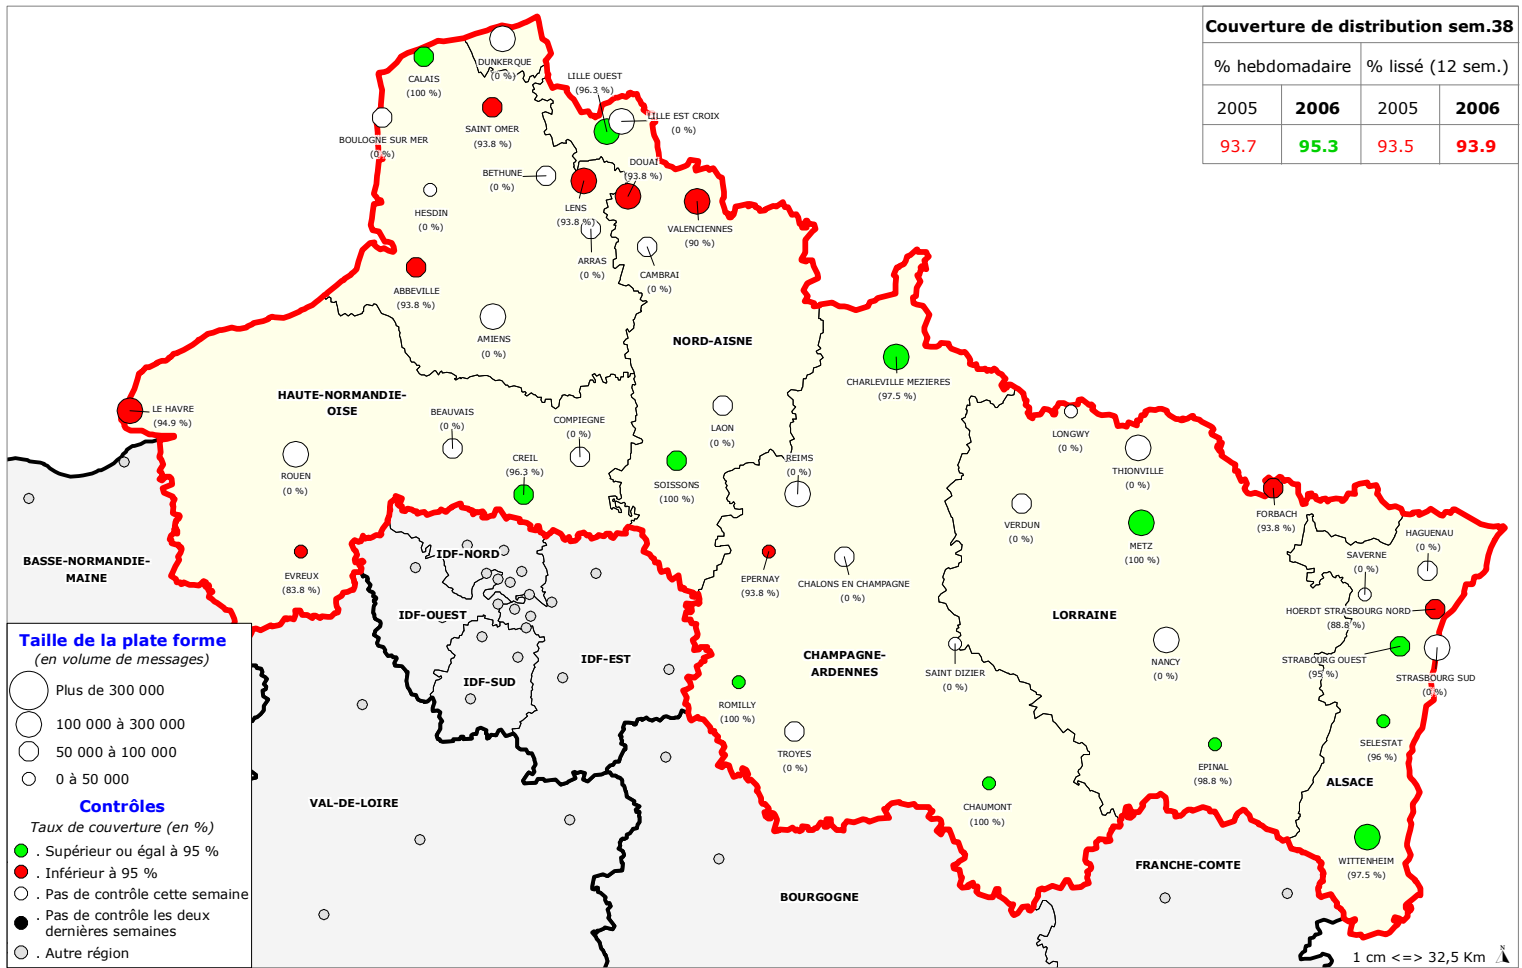 Couverture de distribution sem.38
% hebdomadaire % lissé (12 sem.)
2005 2006 2005 2006
93.7 95.3 93.5 93.9
DUNKERQUE
(0 %)
CALAIS
(100 %)
LILLE OUEST
(96.3 %)
LILLE EST CROIX
(0 %)
BOULOGNE SUR MER
(0 %)
SAINT OMER
(93.8 %)
BETHUNE
(0 %)
DOUAI
(93.8 %)
HESDIN
(0 %)
LENS
(93.8 %)
VALENCIENNES
(90 %)
ARRAS
(0 %)
CAMBRAI
(0 %)
ABBEVILLE
(93.8 %)
AMIENS
(0 %)
NORD-AISNE
CHARLEVILLE MEZIERES
(97.5 %)
HAUTE-NORMANDIE-
OISE
LE HAVRE
(94.9 %)
BEAUVAIS
(0 %)
COMPIEGNE
(0 %)
LAON
(0 %)
LONGWY
(0 %)
ROUEN
(0 %)
CREIL
(96.3 %)
SOISSONS
(100 %)
REIMS
(0 %)
THIONVILLE
(0 %)
VERDUN
(0 %)
METZ
(100 %)
FORBACH
(93.8 %)
HAGUENAU
(0 %)
SAVERNE
(0 %)
BASSE-NORMANDIE-
MAINE
IDF-NORD
EVREUX
(83.8 %)
EPERNAY
(93.8 %)
CHALONS EN CHAMPAGNE
(0 %)
HOERDT STRASBOURG NORD
(88.8 %)
IDF-OUEST
LORRAINE
IDF-EST
CHAMPAGNE-
ARDENNES
SAINT DIZIER
(0 %)
NANCY
(0 %)
STRABOURG OUEST
(95 %)
STRASBOURG SUD
(0 %)
IDF-SUD
ROMILLY
(100 %)
TROYES
(0 %)
SELESTAT
(96 %)
EPINAL
(98.8 %)
ALSACE
VAL-DE-LOIRE
CHAUMONT
(100 %)
WITTENHEIM
(97.5 %)
FRANCHE-COMTE
BOURGOGNE
Taille de la plate forme
(en volume de messages)
Plus de 300 000
100 000 à 300 000
50 000 à 100 000
0 à 50 000
Contrôles
Taux de couverture (en %)
. Supérieur ou égal à 95 %
. Inférieur à 95 %
. Pas de contrôle cette semaine
. Pas de contrôle les deux
dernières semaines
. Autre région
1 cm <=> 32,5 Km
N